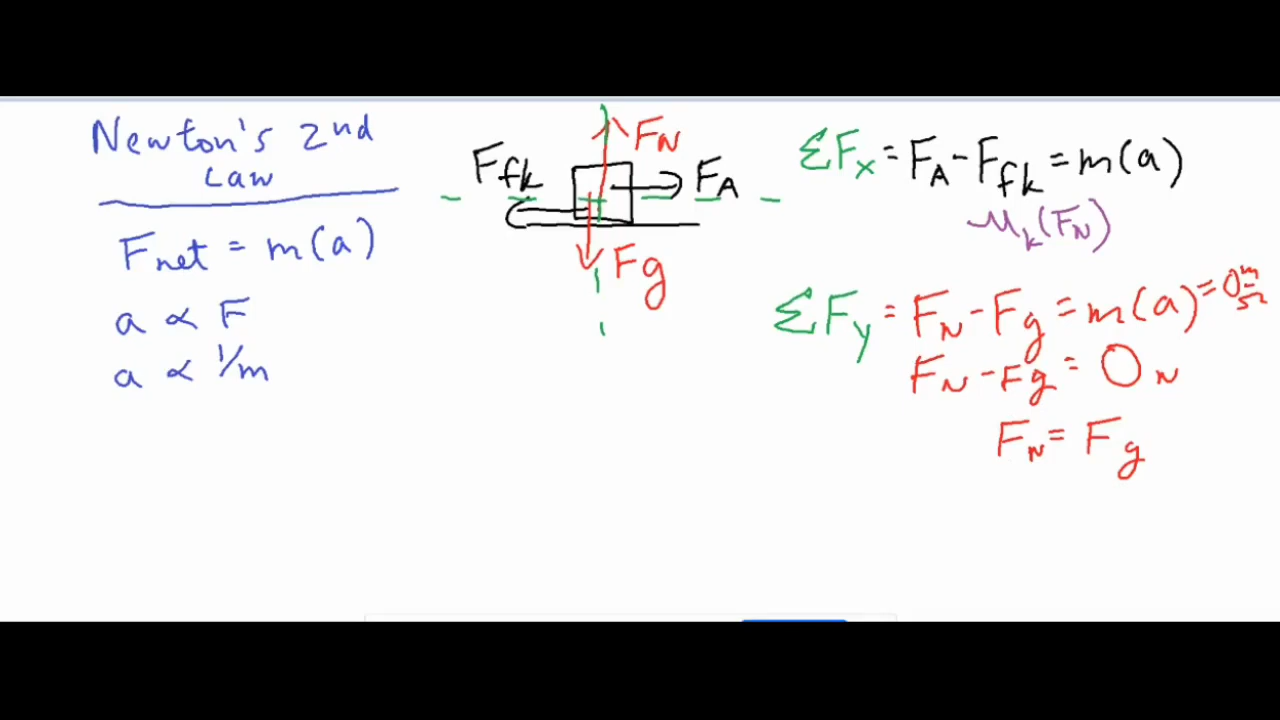 Newton's 2nd
Law
Fnet = m(a)
a ∝ F
a ∝ 1/m
Ffk
FN
FA
Fg
ΣFx = FA - Ffk = m(a)
μk(FN)
ΣFy = FN - Fg = m(a) = 0 m/s²
FN - Fg = 0 N
FN = Fg